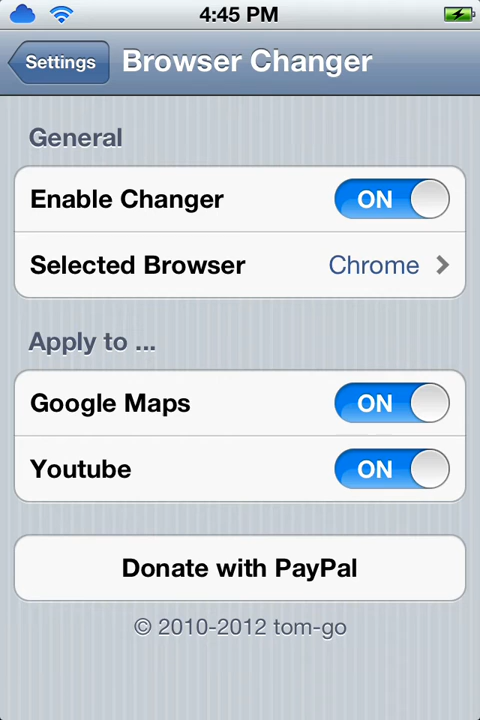 4:45 PM
Settings
Browser Changer
General
Enable Changer ON
Selected Browser Chrome
Apply to ...
Google Maps ON
Youtube ON
Donate with PayPal
© 2010-2012 tom-go